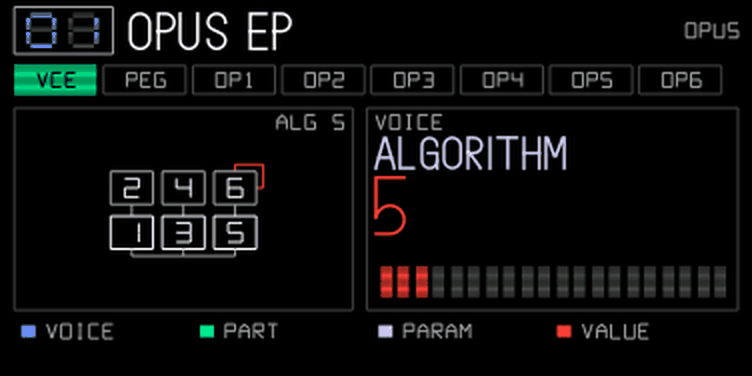 01 OPUS EP OPUS
VCE PEG OP1 OP2 OP3 OP4 OP5 OP6
ALG 5
2 4 6
1 3 5
VOICE
ALGORITHM
5
VOICE PART PARAM VALUE